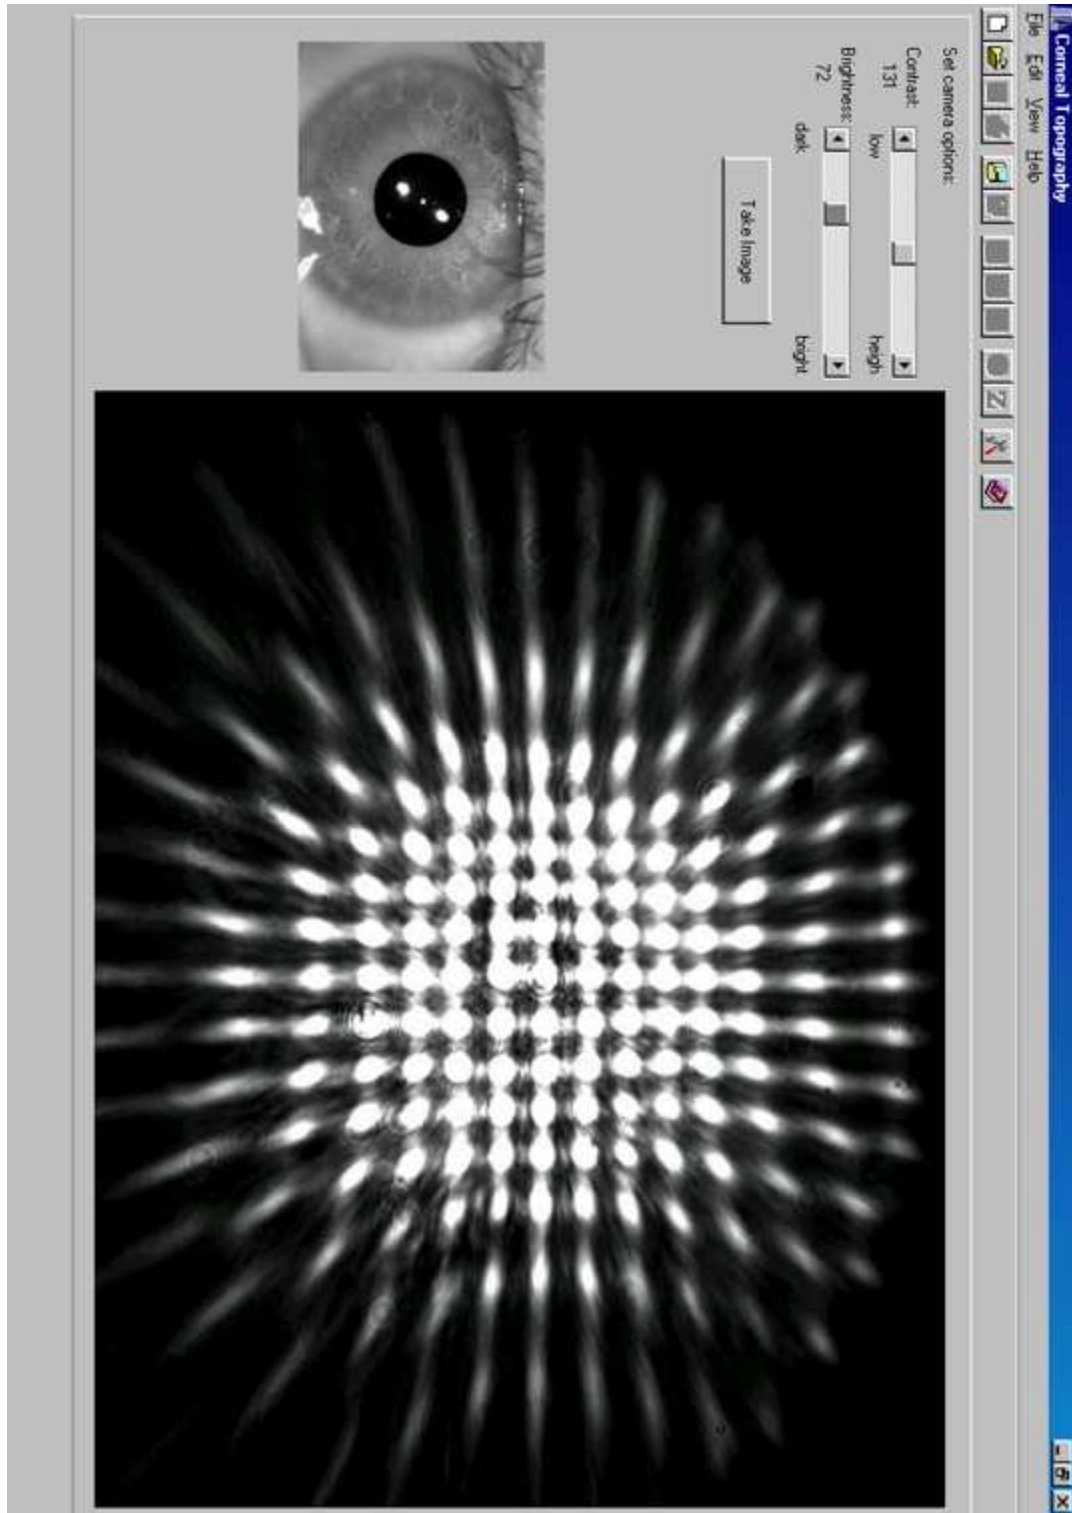 Corneal Topography
File Edit View Help
Set camera options:
Contrast:
131
low
heigh
Brightness:
72
dark
bright
Take Image
Z